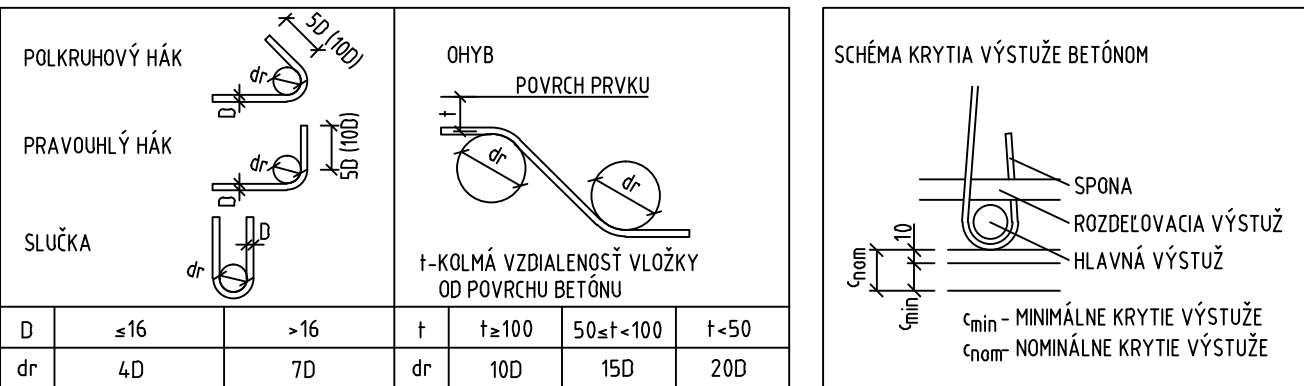 POLKRUHOVÝ HÁK
5D (10D)
dr
D
PRAVOUHLÝ HÁK
5D (10D)
dr
D
SLUČKA
D
dr
OHYB
POVRCH PRVKU
t
dr
dr
t-KOLMÁ VZDIALENOSŤ VLOŽKY
OD POVRCHU BETÓNU
D ≤16 >16 t t≥100 50≤t<100 t<50
dr 4D 7D dr 10D 15D 20D
SCHÉMA KRYTIA VÝSTUŽE BETÓNOM
SPONA
ROZDEĽOVACIA VÝSTUŽ
HLAVNÁ VÝSTUŽ
10
cnom
cmin
cmin - MINIMÁLNE KRYTIE VÝSTUŽE
cnom- NOMINÁLNE KRYTIE VÝSTUŽE